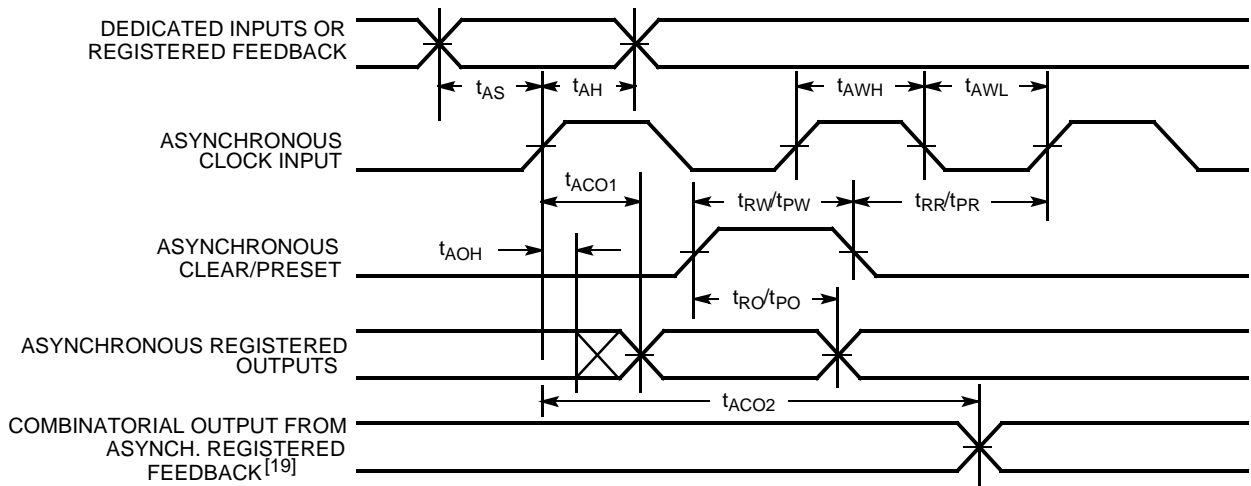 DEDICATED INPUTS OR
REGISTERED FEEDBACK
tAS
tAH
tAWH
tAWL
ASYNCHRONOUS
CLOCK INPUT
tACO1
tRW/tPW
tRR/tPR
ASYNCHRONOUS
CLEAR/PRESET
tAOH
tRO/tPO
ASYNCHRONOUS REGISTERED
OUTPUTS
tACO2
COMBINATORIAL OUTPUT FROM
ASYNCH. REGISTERED
FEEDBACK[19]